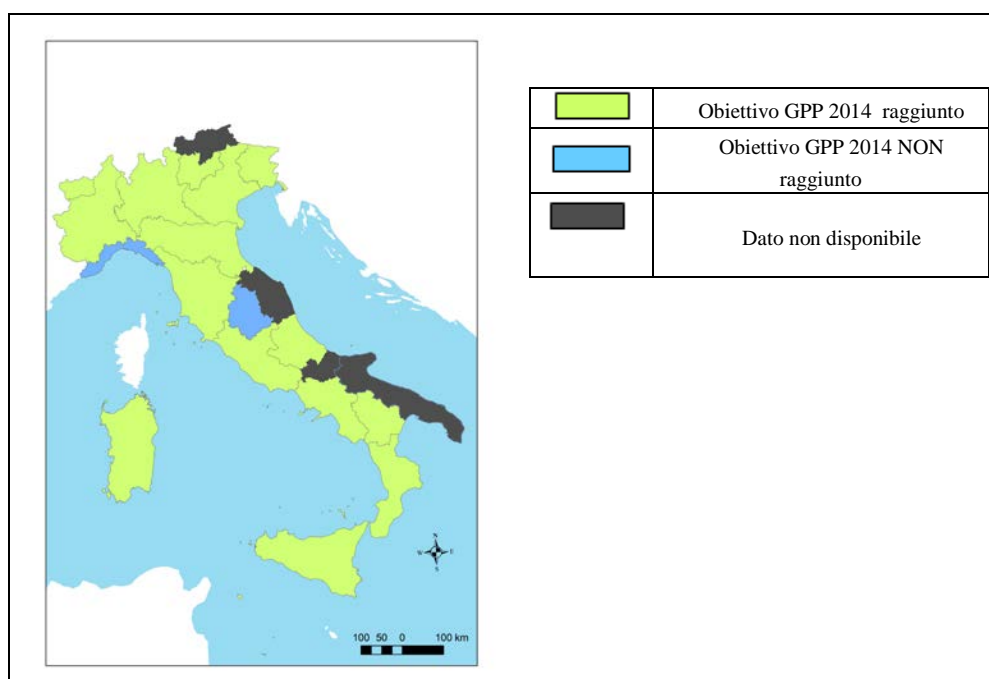 Obiettivo GPP 2014 raggiunto
Obiettivo GPP 2014 NON
raggiunto
Dato non disponibile
N
W E
S
100 50 0 100 km